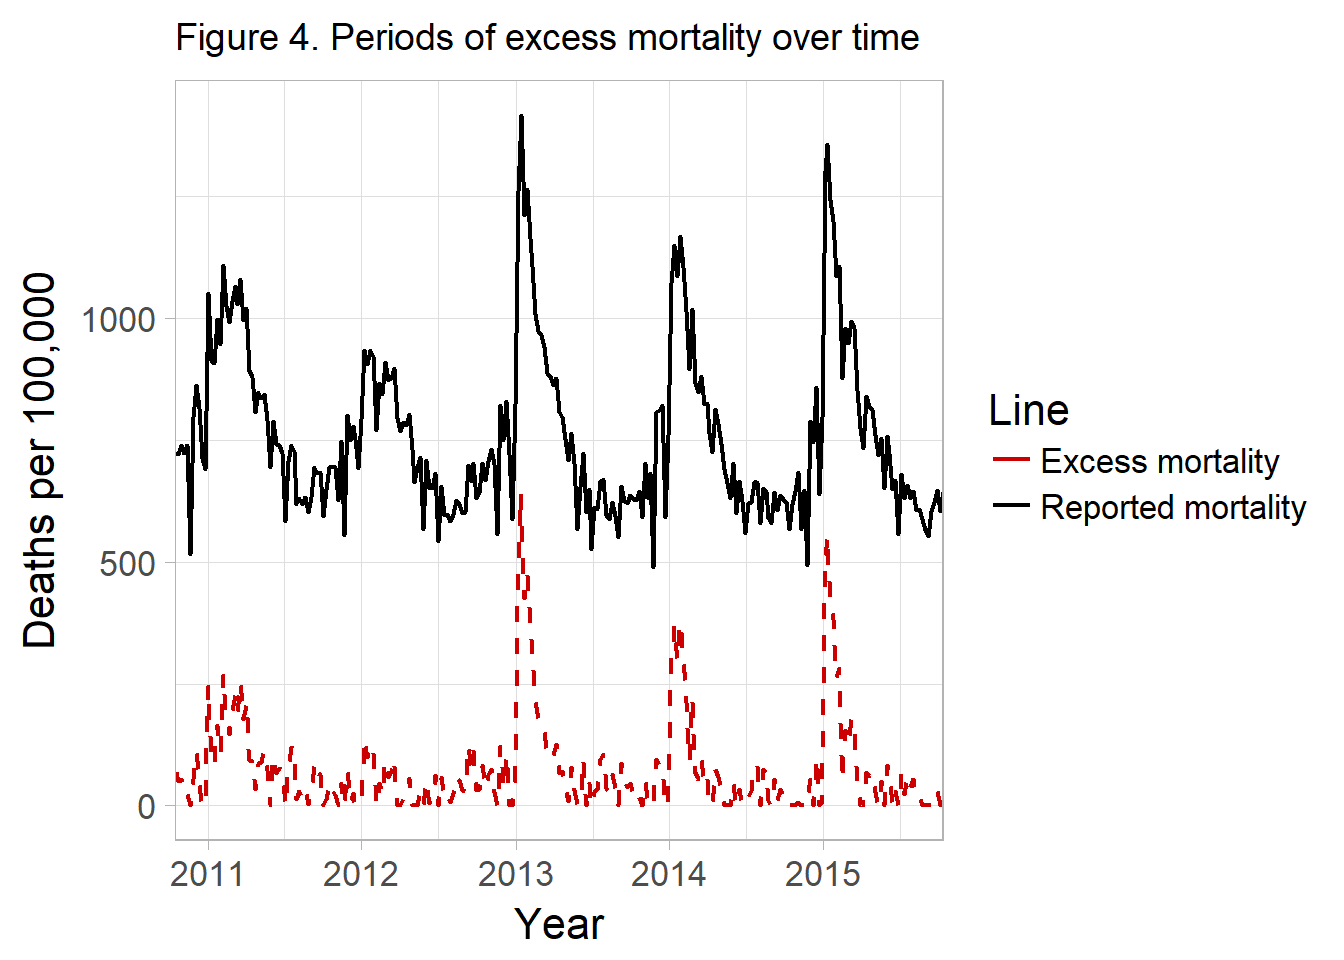 Figure 4. Periods of excess mortality over time
Deaths per 100,000
1000
500
0
2011 2012 2013 2014 2015
Year
Line
Excess mortality
Reported mortality